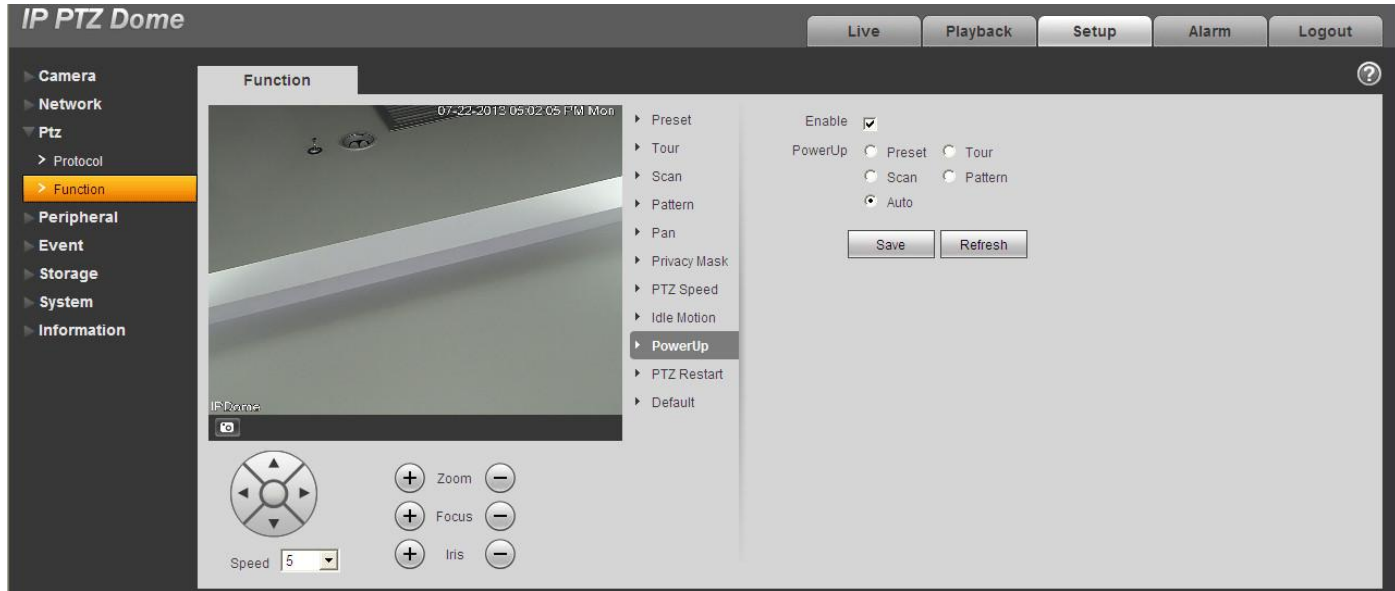 IP PTZ Dome
Live Playback Setup Alarm Logout
Camera
Network
Ptz
> Protocol
> Function
Peripheral
Event
Storage
System
Information
Function
?
07-22-2013 05:02:05 PM Mon
IP Dome
Zoom
Focus
Iris
Speed 5
Preset
Tour
Scan
Pattern
Pan
Privacy Mask
PTZ Speed
Idle Motion
PowerUp
PTZ Restart
Default
Enable
PowerUp Preset Tour
Scan Pattern
Auto
Save Refresh